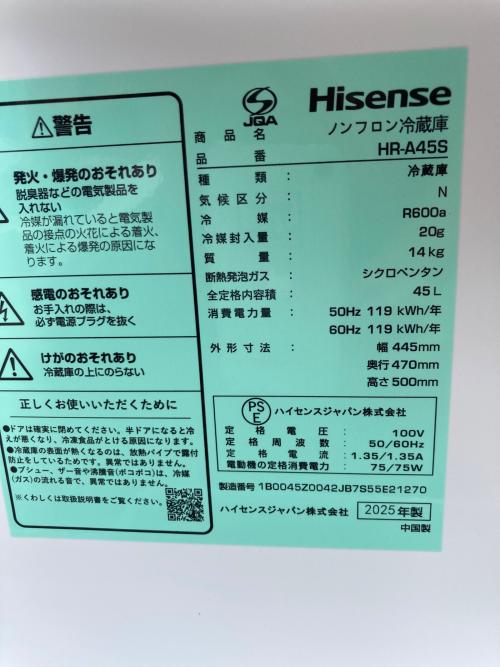 ⚠警告
発火・爆発のおそれあり
脱臭器などの電気製品を
入れない
冷媒が漏れていると電気製
品の接点の火花による着火、
着火による爆発の原因にな
ります。
感電のおそれあり
お手入れの際は、
必ず電源プラグを抜く
けがのおそれあり
冷蔵庫の上にのらない
正しくお使いいただくために
●ドアは確実に閉めてください。半ドアになると冷
えが悪くなり、冷凍食品がとける原因になります。
●冷蔵庫の表面が熱くなるのは、放熱パイプで露付
防止をしているためです。異常ではありません。
●プシュー、ザー音や沸騰音(ポコポコ)は、冷媒
(ガス)の流れる音で、異常ではありません。
※くわしくは取扱説明書をご覧ください。
JQA
Hisense
商品名 ノンフロン冷蔵庫
品番 HR-A45S
種類: 冷蔵庫
気候区分: N
冷媒: R600a
冷媒封入量: 20g
質量: 14kg
断熱発泡ガス: シクロペンタン
全定格内容積: 45L
消費電力量: 50Hz 119 kWh/年
60Hz 119 kWh/年
外形寸法: 幅 445mm
奥行 470mm
高さ 500mm
PS
E
ハイセンスジャパン株式会社
定格電圧: 100V
定格周波数: 50/60Hz
定格電流: 1.35/1.35A
電動機の定格消費電力: 75/75W
製造番号 1B0045Z0042JB7S55E21270
ハイセンスジャパン株式会社 2025年製
中国製